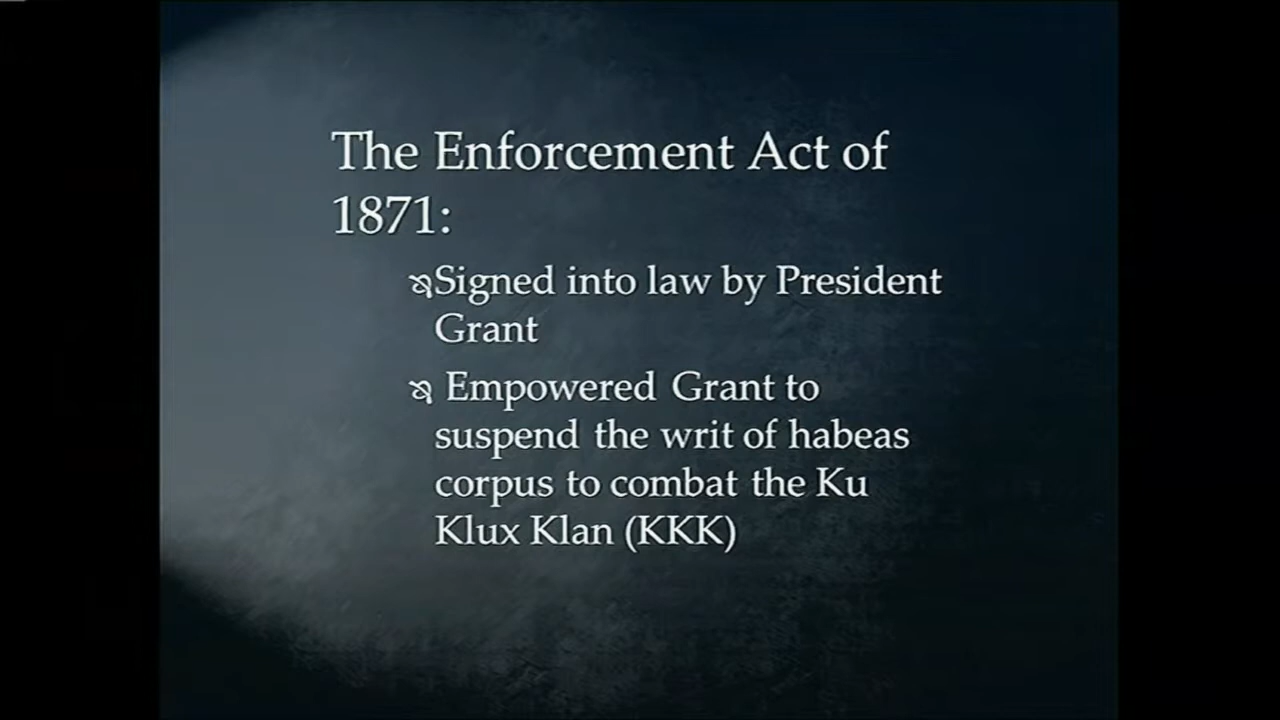 The Enforcement Act of
1871:
Signed into law by President
Grant
Empowered Grant to
suspend the writ of habeas
corpus to combat the Ku
Klux Klan (KKK)